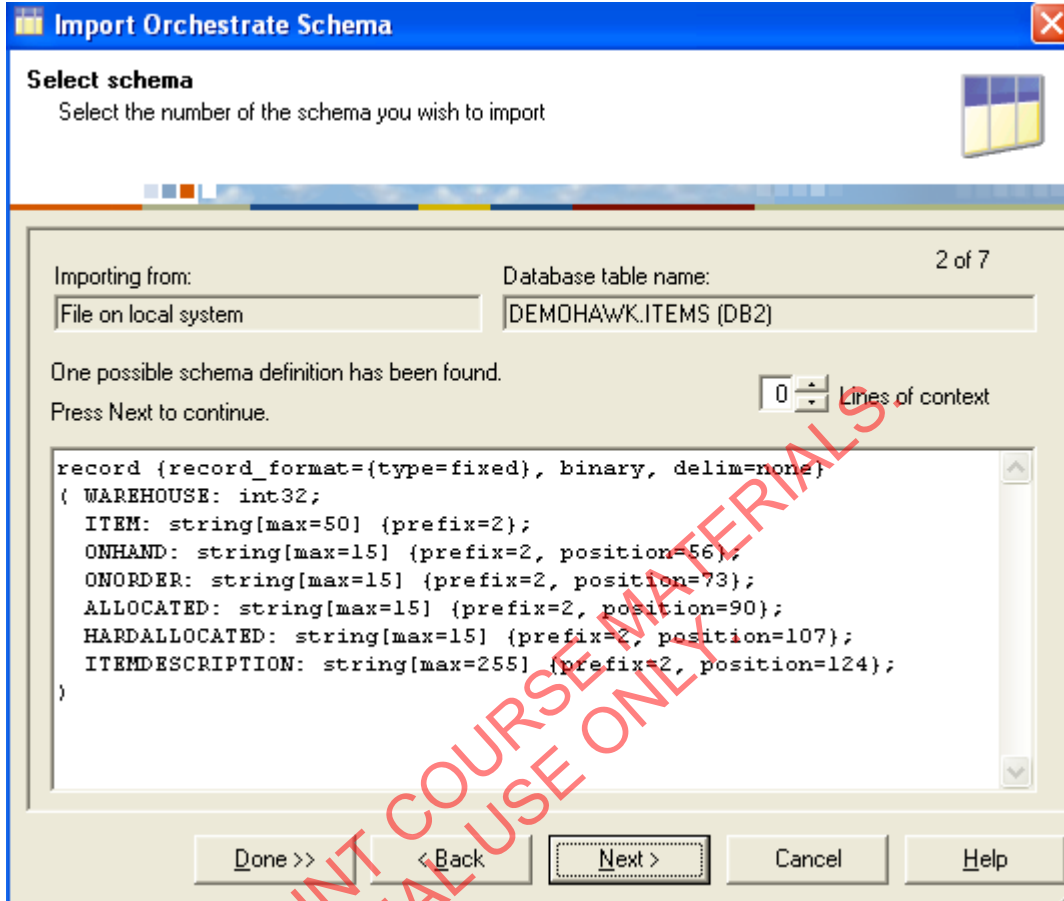 Import Orchestrate Schema
Select schema
Select the number of the schema you wish to import
2 of 7
Importing from:
Database table name:
File on local system
DEMOHAWK.ITEMS (DB2)
One possible schema definition has been found.
0 Lines of context
Press Next to continue.
record {record_format={type=fixed}, binary, delim=none}
( WAREHOUSE: int32;
ITEM: string[max=50] {prefix=2};
ONHAND: string[max=15] {prefix=2, position=56};
ONORDER: string[max=15] {prefix=2, position=73};
ALLOCATED: string[max=15] {prefix=2, position=90};
HARDALLOCATED: string[max=15] {prefix=2, position=107};
ITEMDESCRIPTION: string[max=255] {prefix=2, position=124};
)
Done >>
< Back
Next >
Cancel
Help
COURSE MATERIALS.
USE ONLY.